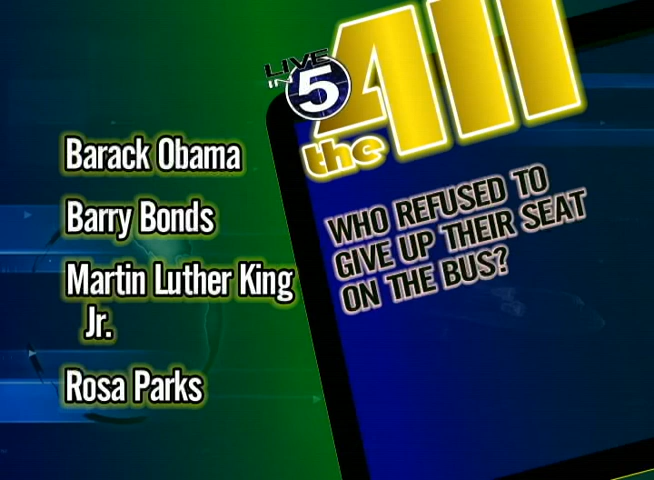 LIVE
IN 5
the 411
Barack Obama
Barry Bonds
Martin Luther King
Jr.
Rosa Parks
WHO REFUSED TO
GIVE UP THEIR SEAT
ON THE BUS?